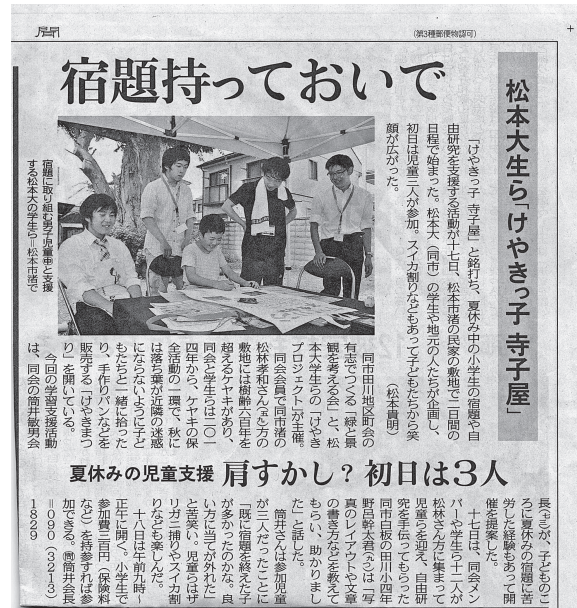 聞
(第3種郵便物認可)
宿題持っておいで
松本大生ら「けやきっ子 寺子屋」
「けやきっ子 寺子屋」と銘打ち、夏休み中の小学生の宿題や自
由研究を支援する活動が十七日、松本市渚の民家の敷地で二日間の
日程で始まった。松本大(同市)の学生や地元の人たちが企画し、
初日は児童三人が参加。スイカ割りなどもあって子どもたちから笑
顔が広がった。
(松本貴明)
宿題に取り組む男子児童㊥と支援
する松本大の学生ら=松本市渚で
同市田川地区町会の
有志でつくる「緑と景
観を考える会」と、松
本大生らの「けやき
プロジェクト」が主催。
同会会員で同市渚の
松林孝和さん方の
敷地には樹齢六百年を
超えるケヤキがあり、
同会と学生らは二〇一
四年から、ケヤキの保
全活動の一環で、秋に
は落ち葉が近隣の迷惑
にならないように子ど
もたちと一緒に拾った
り、手作りパンなどを
販売する「けやきまつ
り」を開いている。
今回の学習支援活動
は、同会の筒井敏男会
夏休みの児童支援 肩すかし? 初日は3人
長が、子どものこ
ろに夏休みの宿題に苦
労した経験もあって開
催を提案した。
十七日は、同会メン
バーや学生ら十二人が
松林さん方に集まって
児童らを迎え、自由研
究を手伝ってもらった
同市白板の田川小四年
野呂幹太君は「写
真のレイアウトや文章
の書き方などを教えて
もらい、助かりまし
た」と話した。
筒井さんは参加児童
が三人だったことに
「既に宿題を終えた子
が多かったのかな。良
い方に当てが外れた」
と苦笑い。児童らはザ
リガニ捕りやスイカ割
りなども楽しんだ。
十八日は午前九時~
正午に開く。小学生で
参加費三百円(保険料
など)を持参すれば参
加できる。㉄筒井会長
=090(3213)
1829